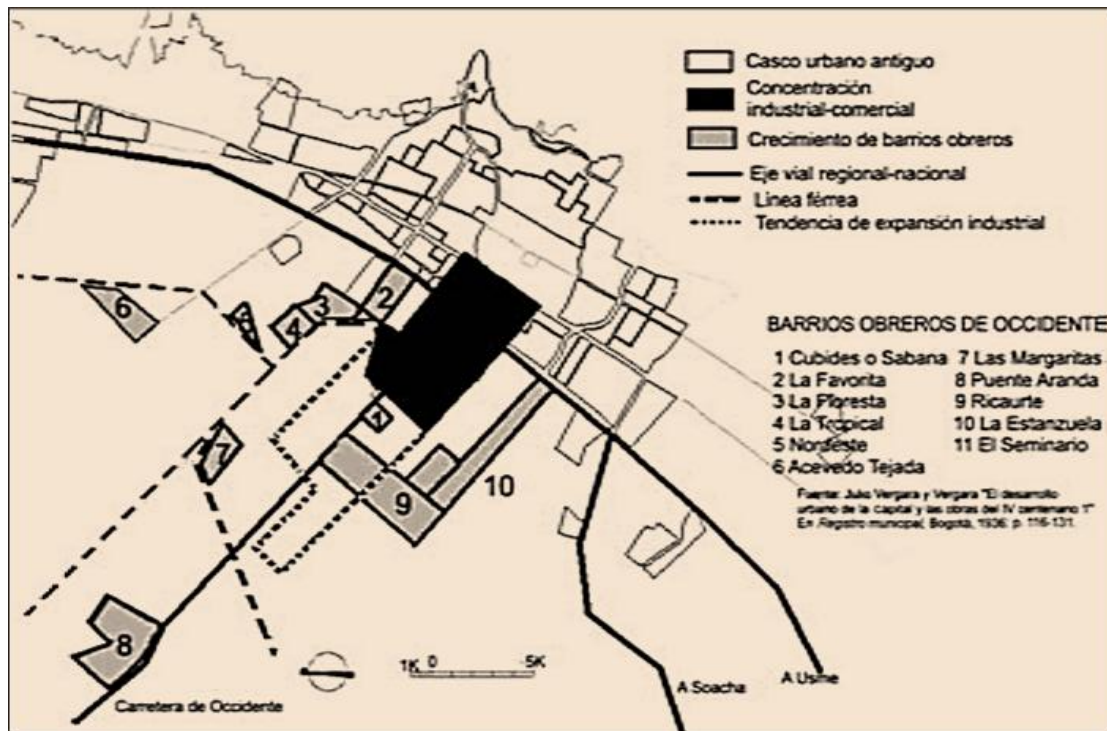 Casco urbano antiguo
Concentración
industrial-comercial
Crecimiento de barrios obreros
Eje vial regional-nacional
Línea férrea
Tendencia de expansión industrial
BARRIOS OBREROS DE OCCIDENTE
1 Cubides o Sabana 7 Las Margaritas
2 La Favorita 8 Puente Aranda
3 La Floresta 9 Ricaurte
4 La Tropical 10 La Estanzuela
5 Nordeste 11 El Seminario
6 Acevedo Tejada
Fuente: Julio Vergara y Vergara "El desarrollo
urbano de la capital y las obras del IV centenario 1"
En Registro municipal, Bogotá, 1936: p. 116-131.
6
4
3
2
7
1
9
10
8
1K 0 5K
A Soacha
A Usme
Carretera de Occidente